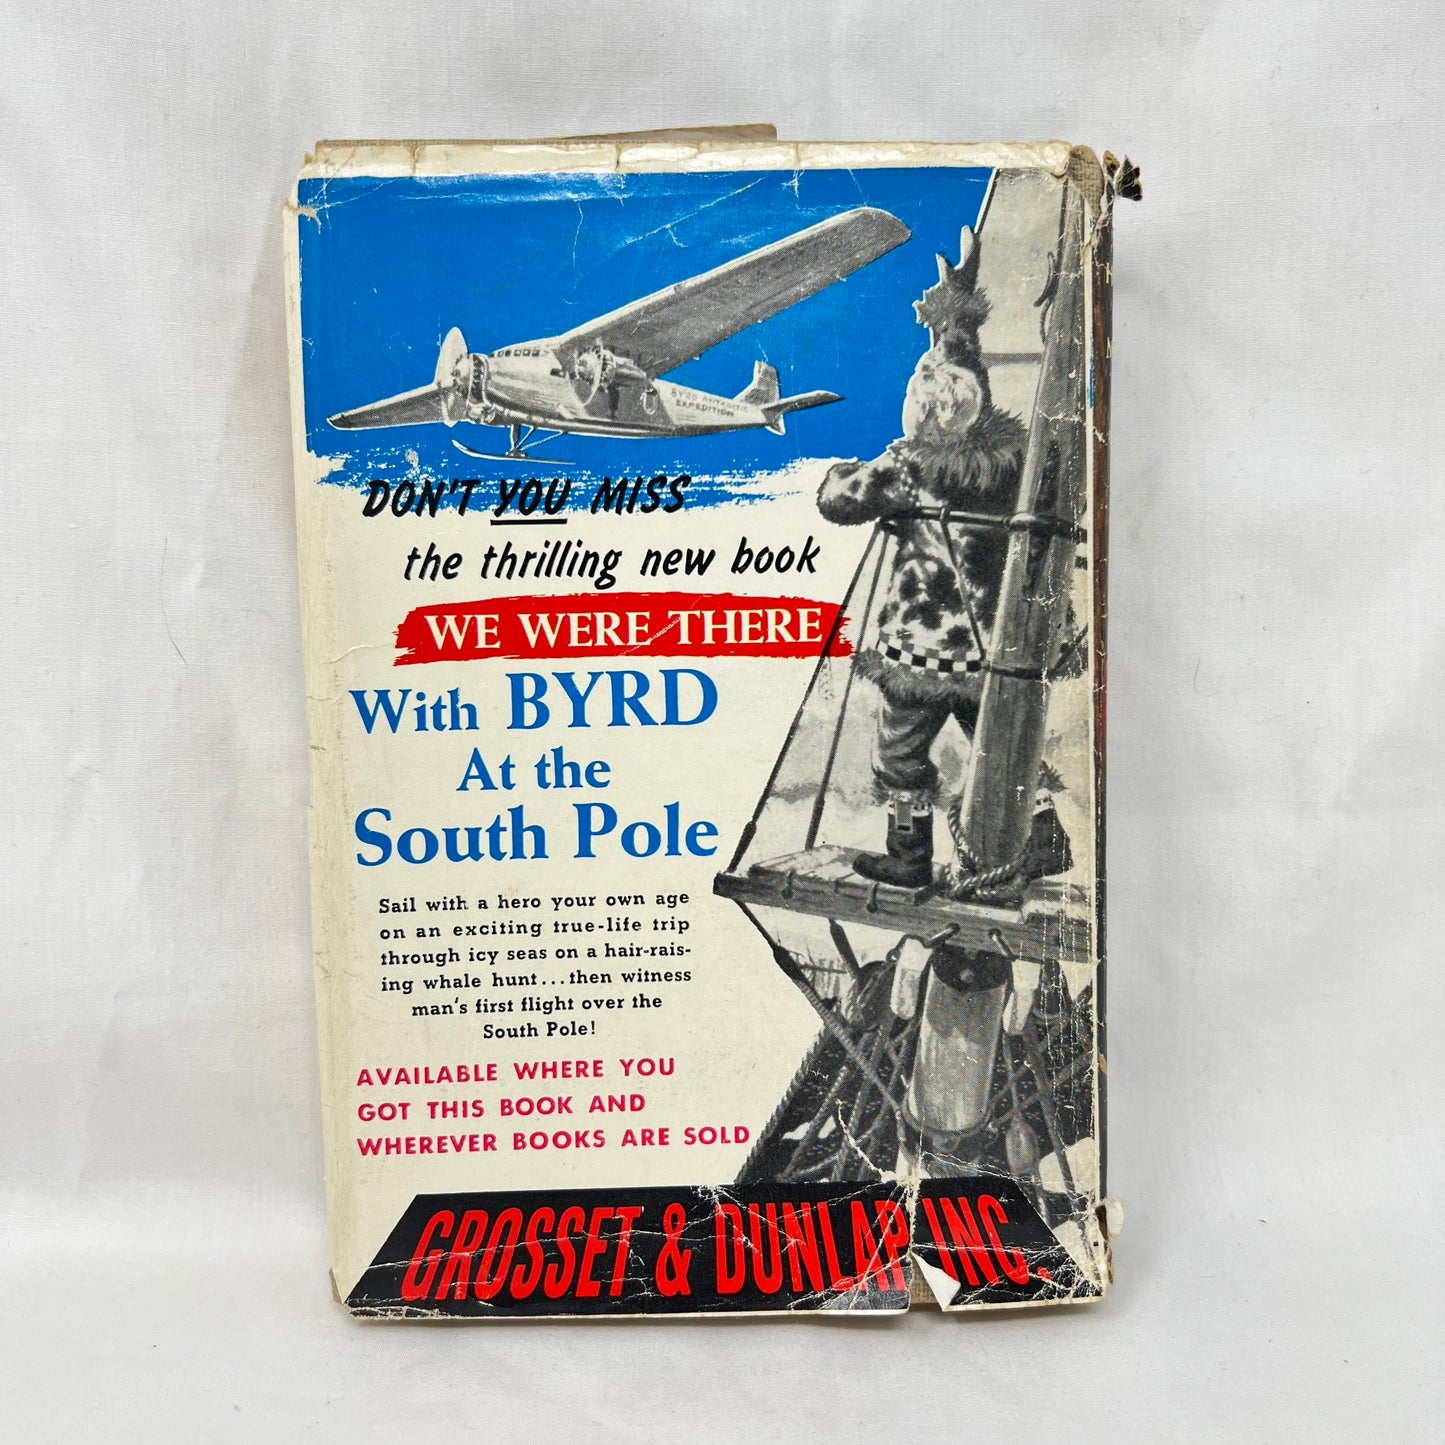 BYRD ANTARCTIC
EXPEDITION
DON'T YOU MISS
the thrilling new book
WE WERE THERE
With BYRD
At the
South Pole
Sail with a hero your own age
on an exciting true-life trip
through icy seas on a hair-rais-
ing whale hunt...then witness
man's first flight over the
South Pole!
AVAILABLE WHERE YOU
GOT THIS BOOK AND
WHEREVER BOOKS ARE SOLD
GROSSET & DUNLAP INC.